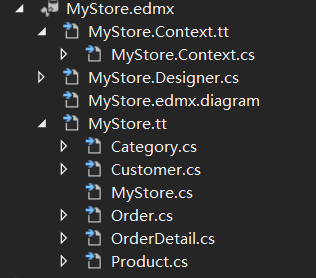 MyStore.edmx
MyStore.Context.tt
MyStore.Context.cs
MyStore.Designer.cs
MyStore.edmx.diagram
MyStore.tt
Category.cs
Customer.cs
MyStore.cs
Order.cs
OrderDetail.cs
Product.cs